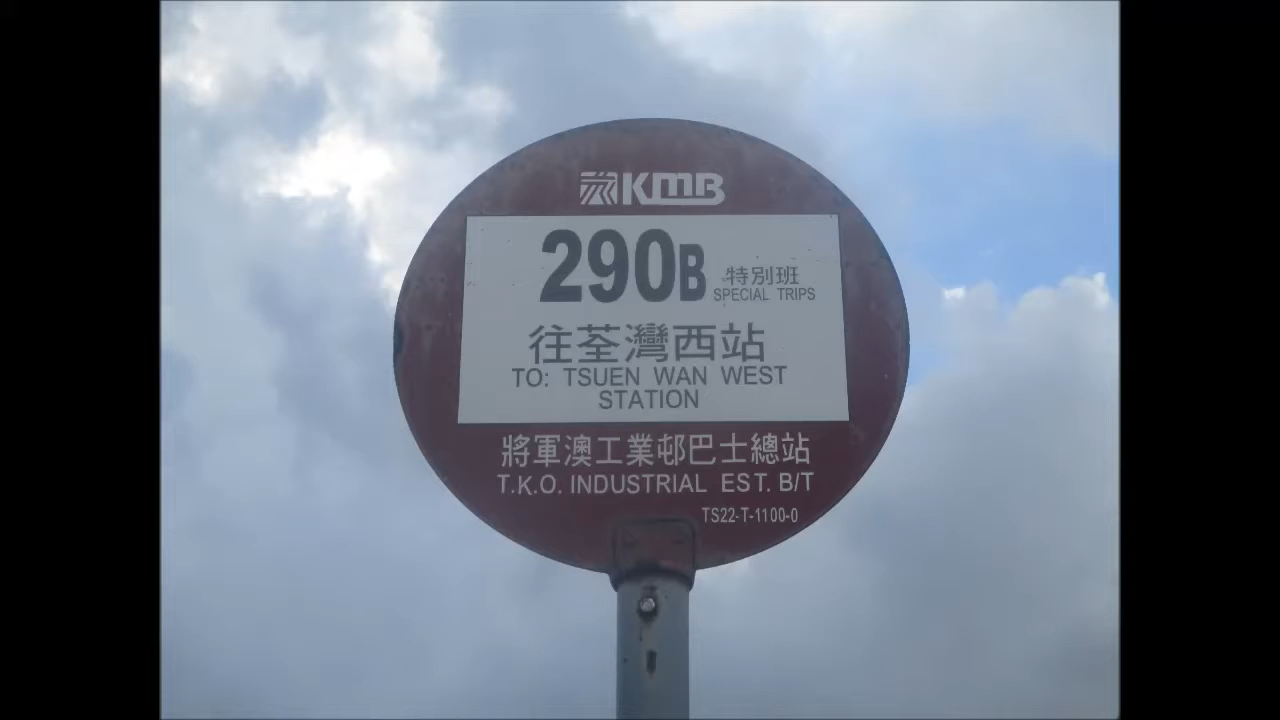 KMB
290B 特別班
SPECIAL TRIPS
往荃灣西站
TO: TSUEN WAN WEST
STATION
將軍澳工業邨巴士總站
T.K.O. INDUSTRIAL EST. B/T
TS22-T-1100-0